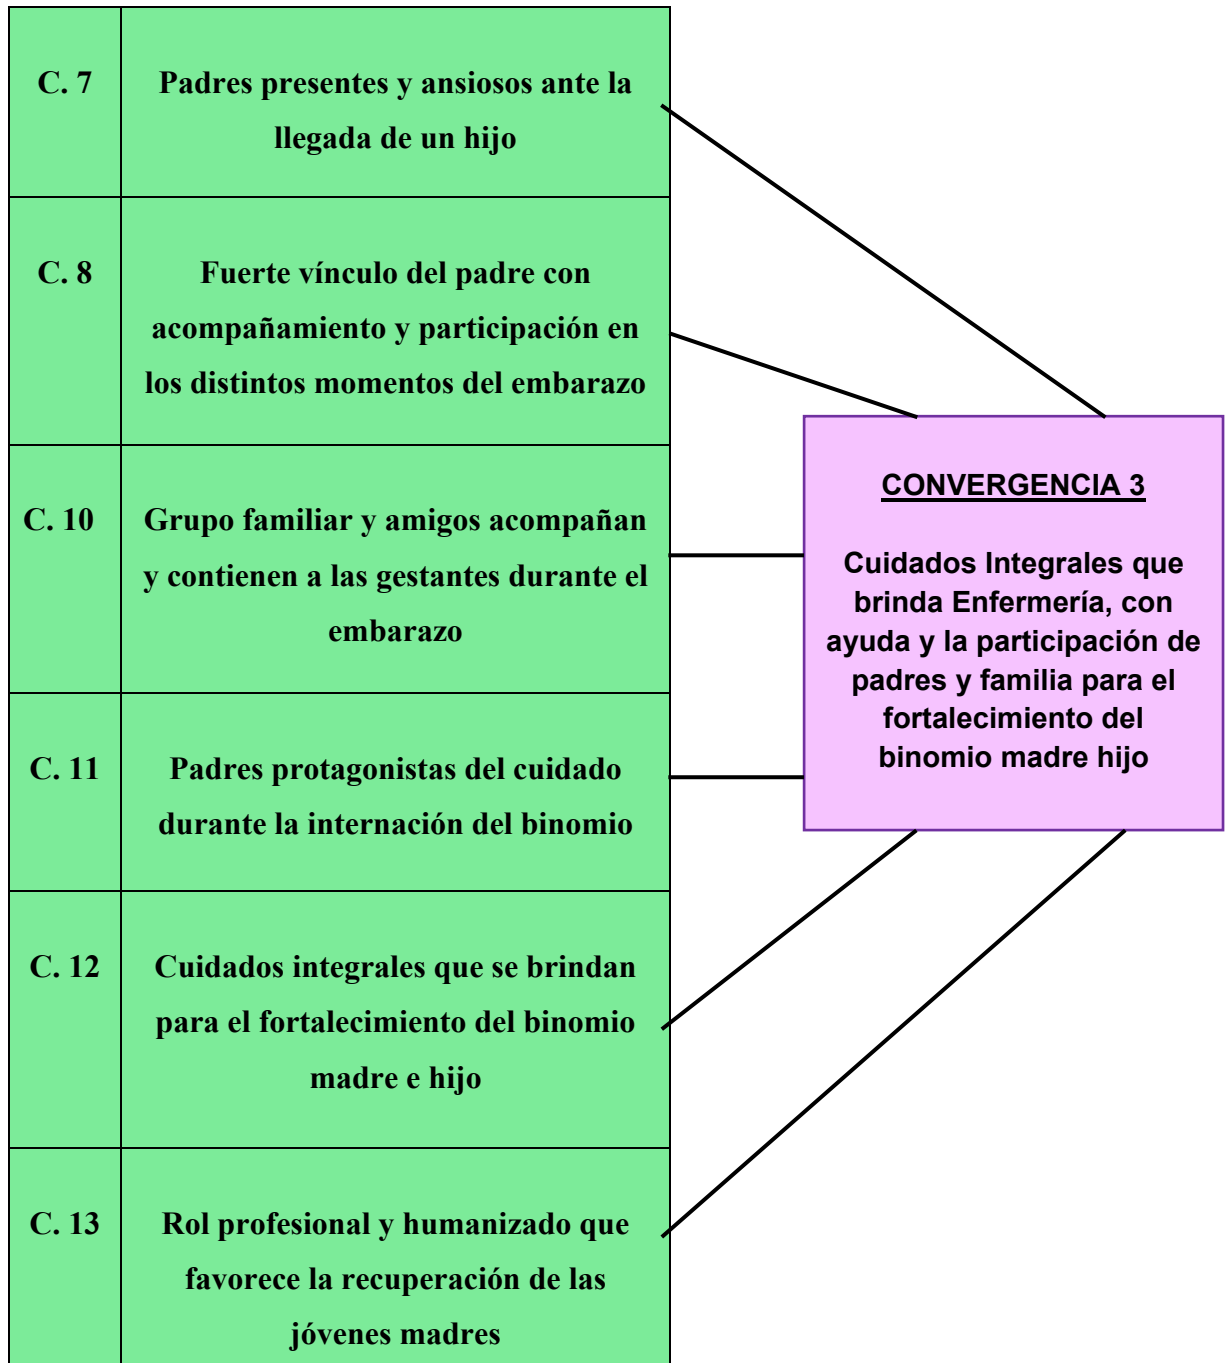 C. 7
Padres presentes y ansiosos ante la
llegada de un hijo
C. 8
Fuerte vínculo del padre con
acompañamiento y participación en
los distintos momentos del embarazo
C. 10
Grupo familiar y amigos acompañan
y contienen a las gestantes durante el
embarazo
C. 11
Padres protagonistas del cuidado
durante la internación del binomio
C. 12
Cuidados integrales que se brindan
para el fortalecimiento del binomio
madre e hijo
C. 13
Rol profesional y humanizado que
favorece la recuperación de las
jóvenes madres
CONVERGENCIA 3
Cuidados Integrales que
brinda Enfermería, con
ayuda y la participación de
padres y familia para el
fortalecimiento del
binomio madre hijo